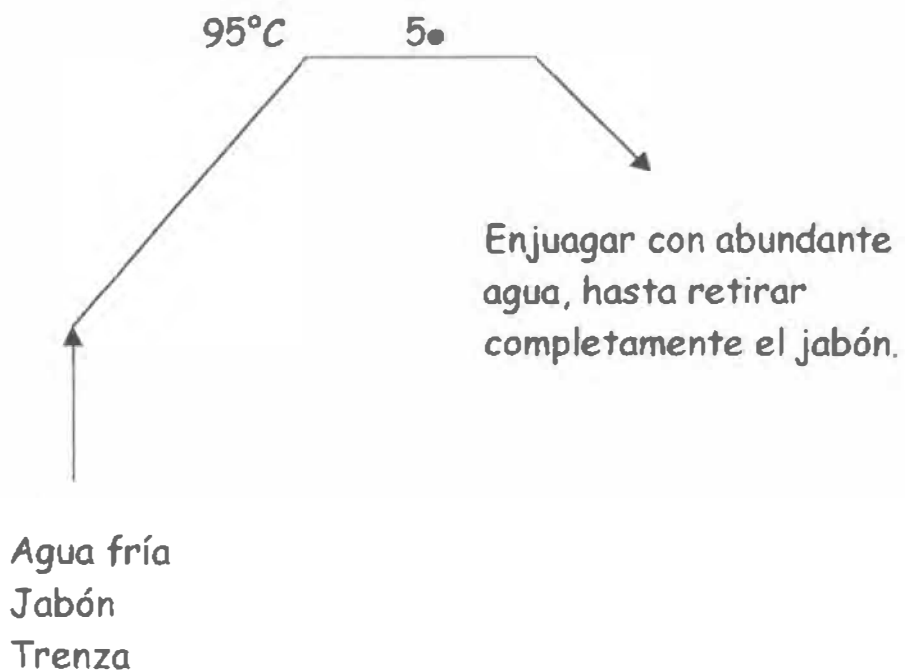 95°C 5•
Enjuagar con abundante
agua, hasta retirar
completamente el jabón.
Agua fría
Jabón
Trenza